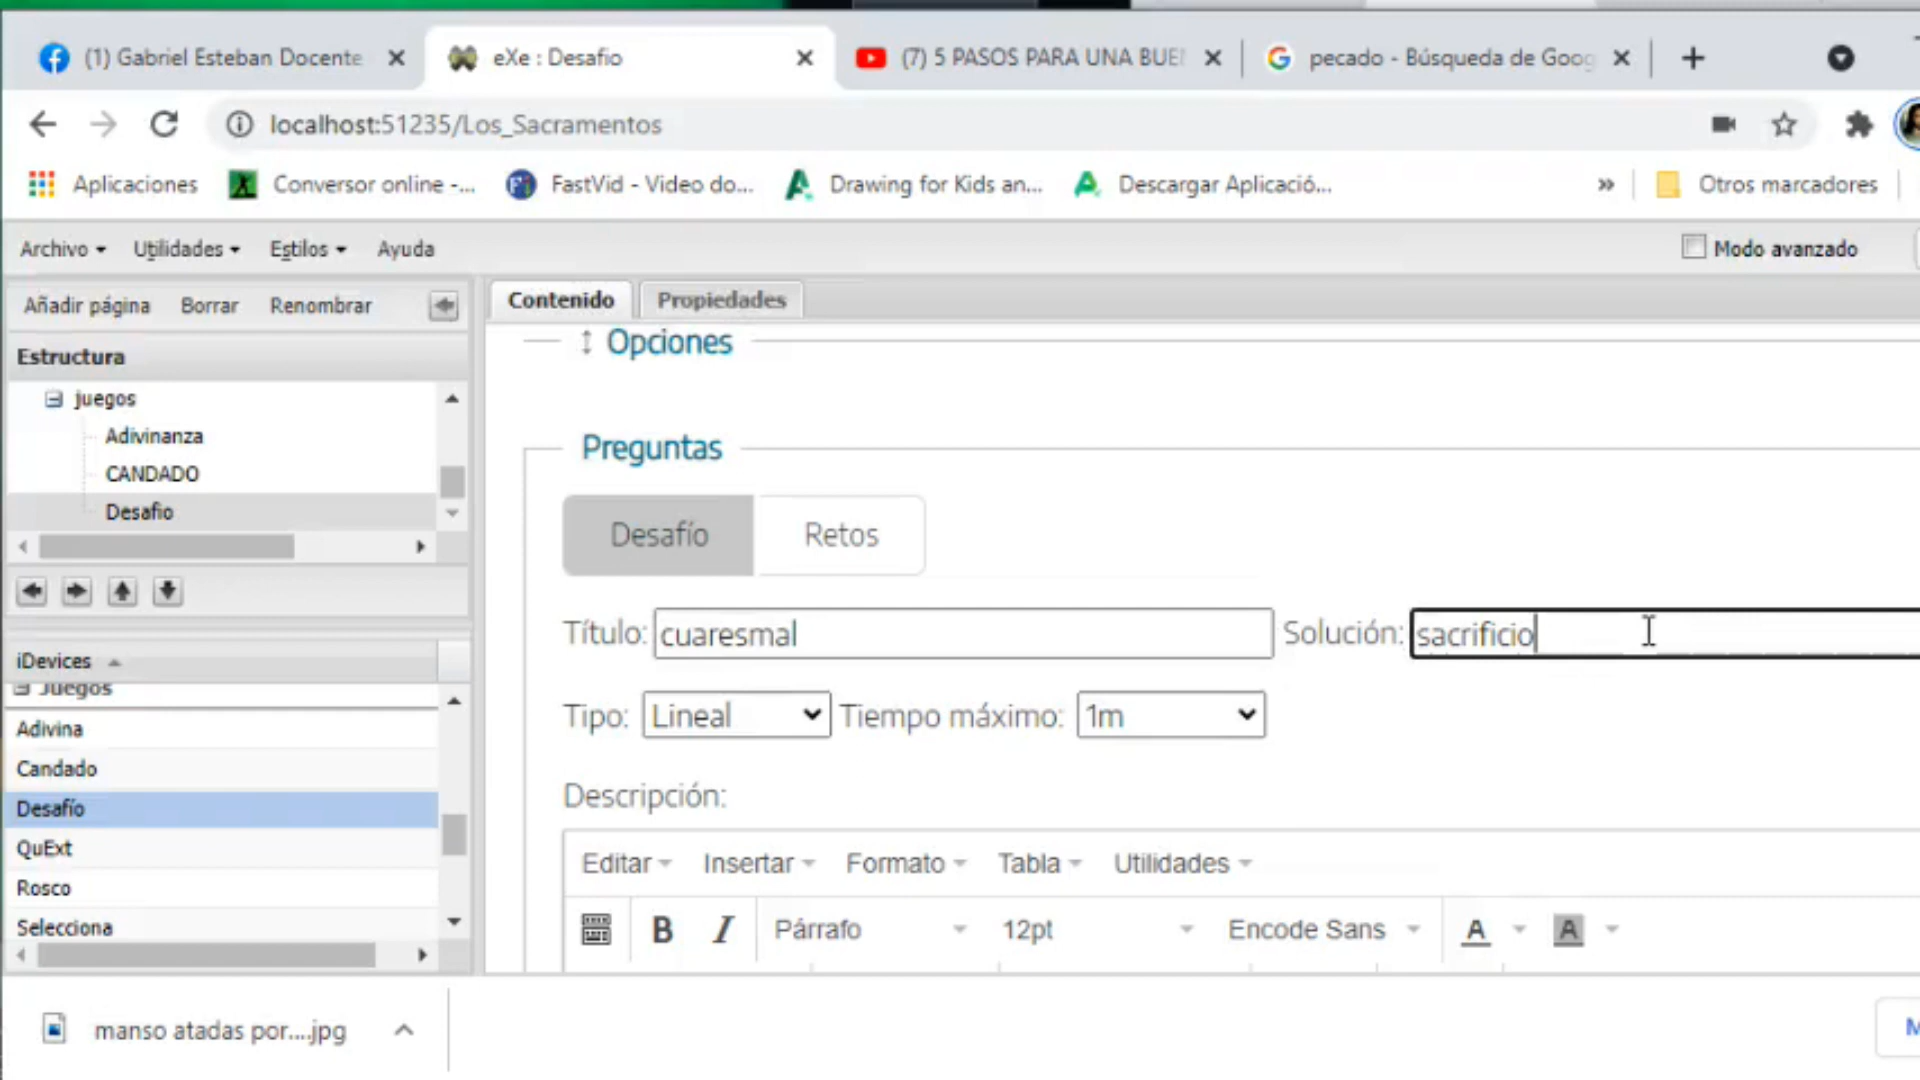 (1) Gabriel Esteban Docente
eXe : Desafio
(7) 5 PASOS PARA UNA BUEN
pecado - Búsqueda de Goog
localhost:51235/Los_Sacramentos
Aplicaciones
Conversor online -...
FastVid - Video do...
Drawing for Kids an...
Descargar Aplicació...
»
Otros marcadores
Archivo
Utilidades
Estilos
Ayuda
Modo avanzado
Añadir página
Borrar
Renombrar
Contenido
Propiedades
Estructura
Opciones
juegos
Adivinanza
CANDADO
Desafio
Preguntas
Desafío
Retos
Título: cuaresmal
Solución: sacrificio
Tipo: Lineal
Tiempo máximo: 1m
iDevices
Juegos
Adivina
Candado
Desafío
QuExt
Rosco
Selecciona
Descripción:
Editar
Insertar
Formato
Tabla
Utilidades
B
I
Párrafo
12pt
Encode Sans
A
A
manso atadas por....jpg
M